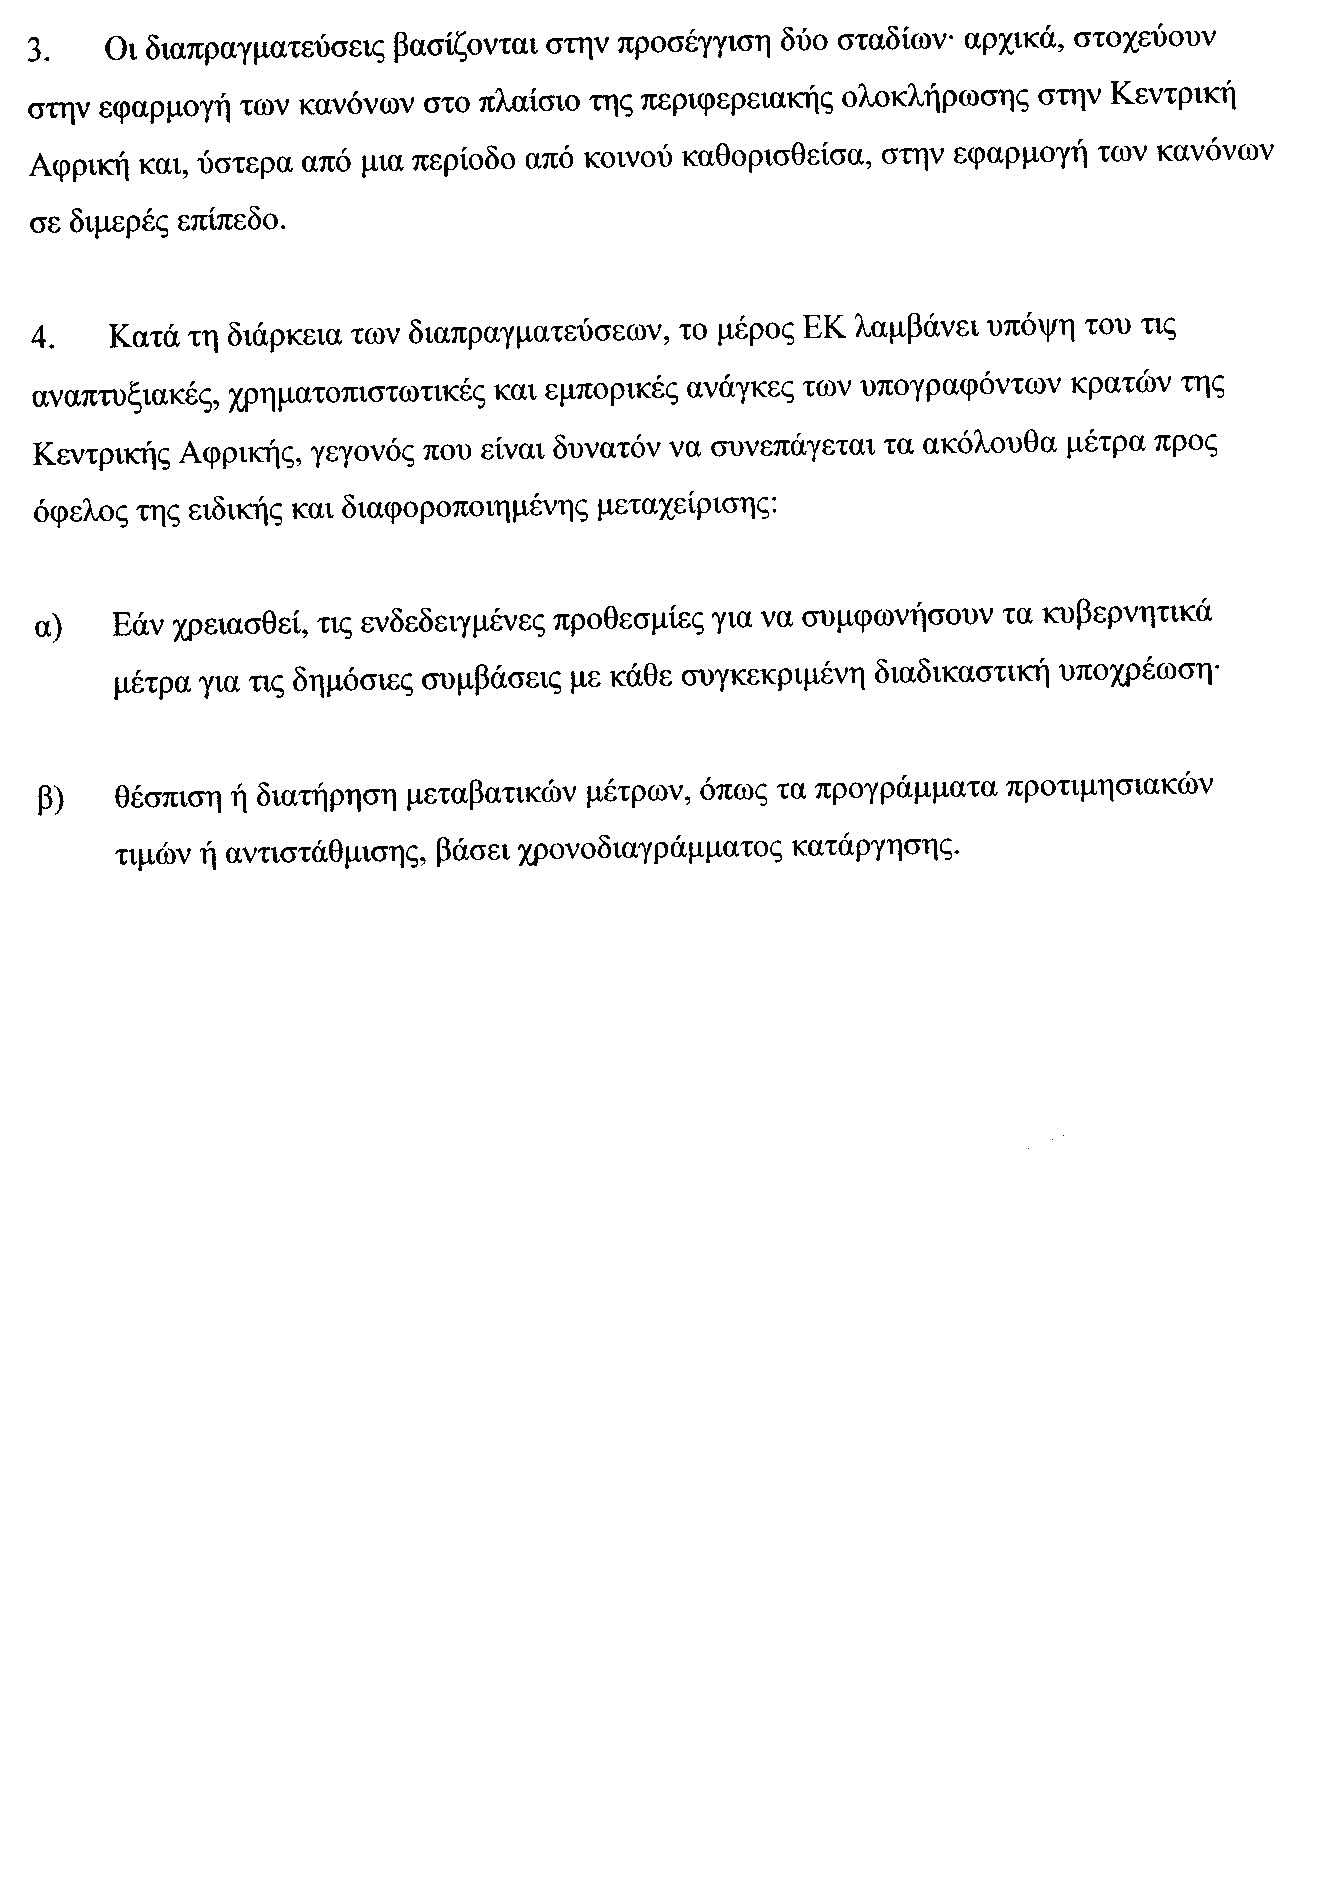 3. Οι διαπραγματεύσεις βασίζονται στην προσέγγιση δύο σταδίων· αρχικά, στοχεύουν
στην εφαρμογή των κανόνων στο πλαίσιο της περιφερειακής ολοκλήρωσης στην Κεντρική
Αφρική και, ύστερα από μια περίοδο από κοινού καθορισθείσα, στην εφαρμογή των κανόνων
σε διμερές επίπεδο.
4. Κατά τη διάρκεια των διαπραγματεύσεων, το μέρος ΕΚ λαμβάνει υπόψη του τις
αναπτυξιακές, χρηματοπιστωτικές και εμπορικές ανάγκες των υπογραφόντων κρατών της
Κεντρικής Αφρικής, γεγονός που είναι δυνατόν να συνεπάγεται τα ακόλουθα μέτρα προς
όφελος της ειδικής και διαφοροποιημένης μεταχείρισης:
α) Εάν χρειασθεί, τις ενδεδειγμένες προθεσμίες για να συμφωνήσουν τα κυβερνητικά
μέτρα για τις δημόσιες συμβάσεις με κάθε συγκεκριμένη διαδικαστική υποχρέωση·
β) θέσπιση ή διατήρηση μεταβατικών μέτρων, όπως τα προγράμματα προτιμησιακών
τιμών ή αντιστάθμισης, βάσει χρονοδιαγράμματος κατάργησης.